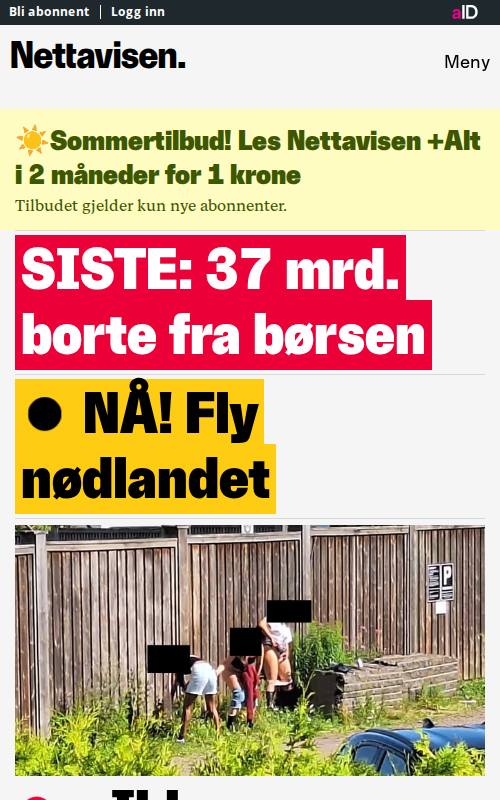 Bli abonnent | Logg inn
aID
Nettavisen.
Meny
☀️Sommertilbud! Les Nettavisen +Alt
i 2 måneder for 1 krone
Tilbudet gjelder kun nye abonnenter.
SISTE: 37 mrd.
borte fra børsen
● NÅ! Fly
nødlandet
P